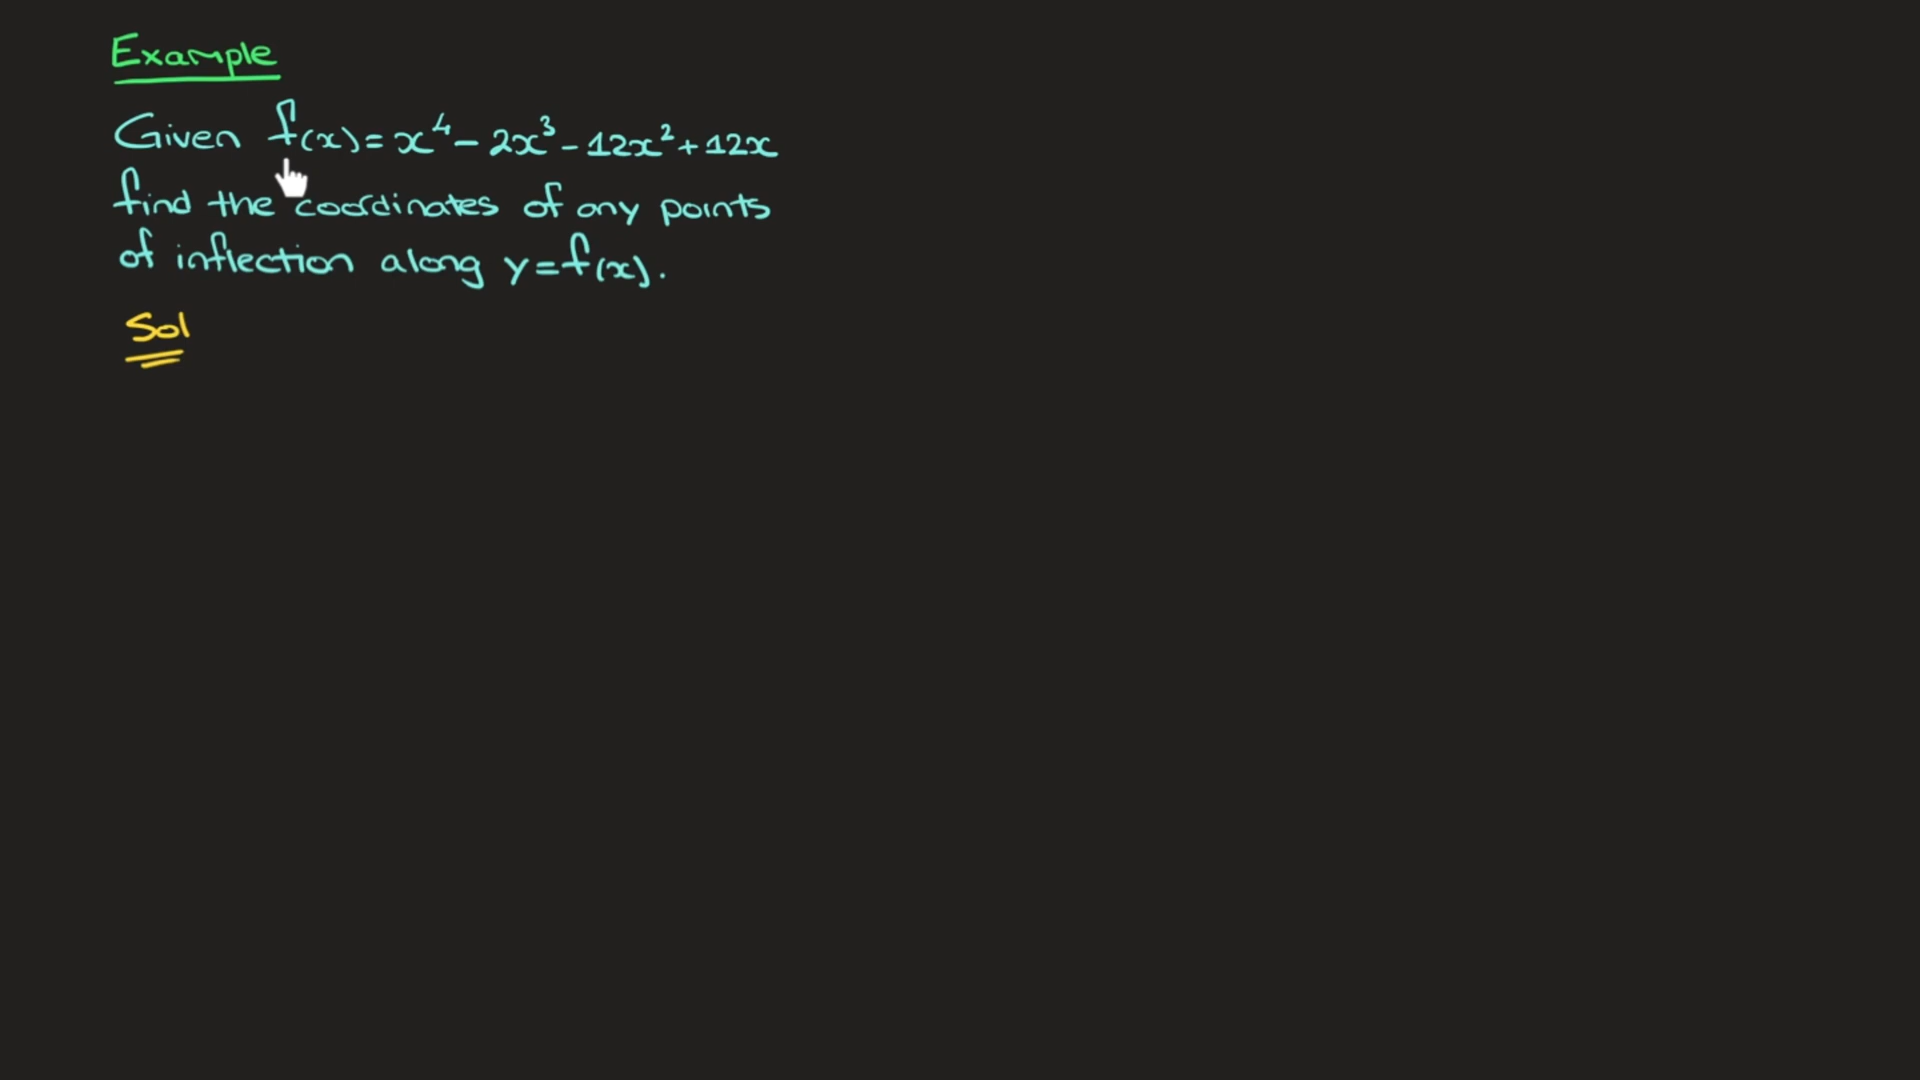 Example
Given f(x) = x⁴ - 2x³ - 12x² + 12x
find the coordinates of any points
of inflection along y = f(x).
Sol